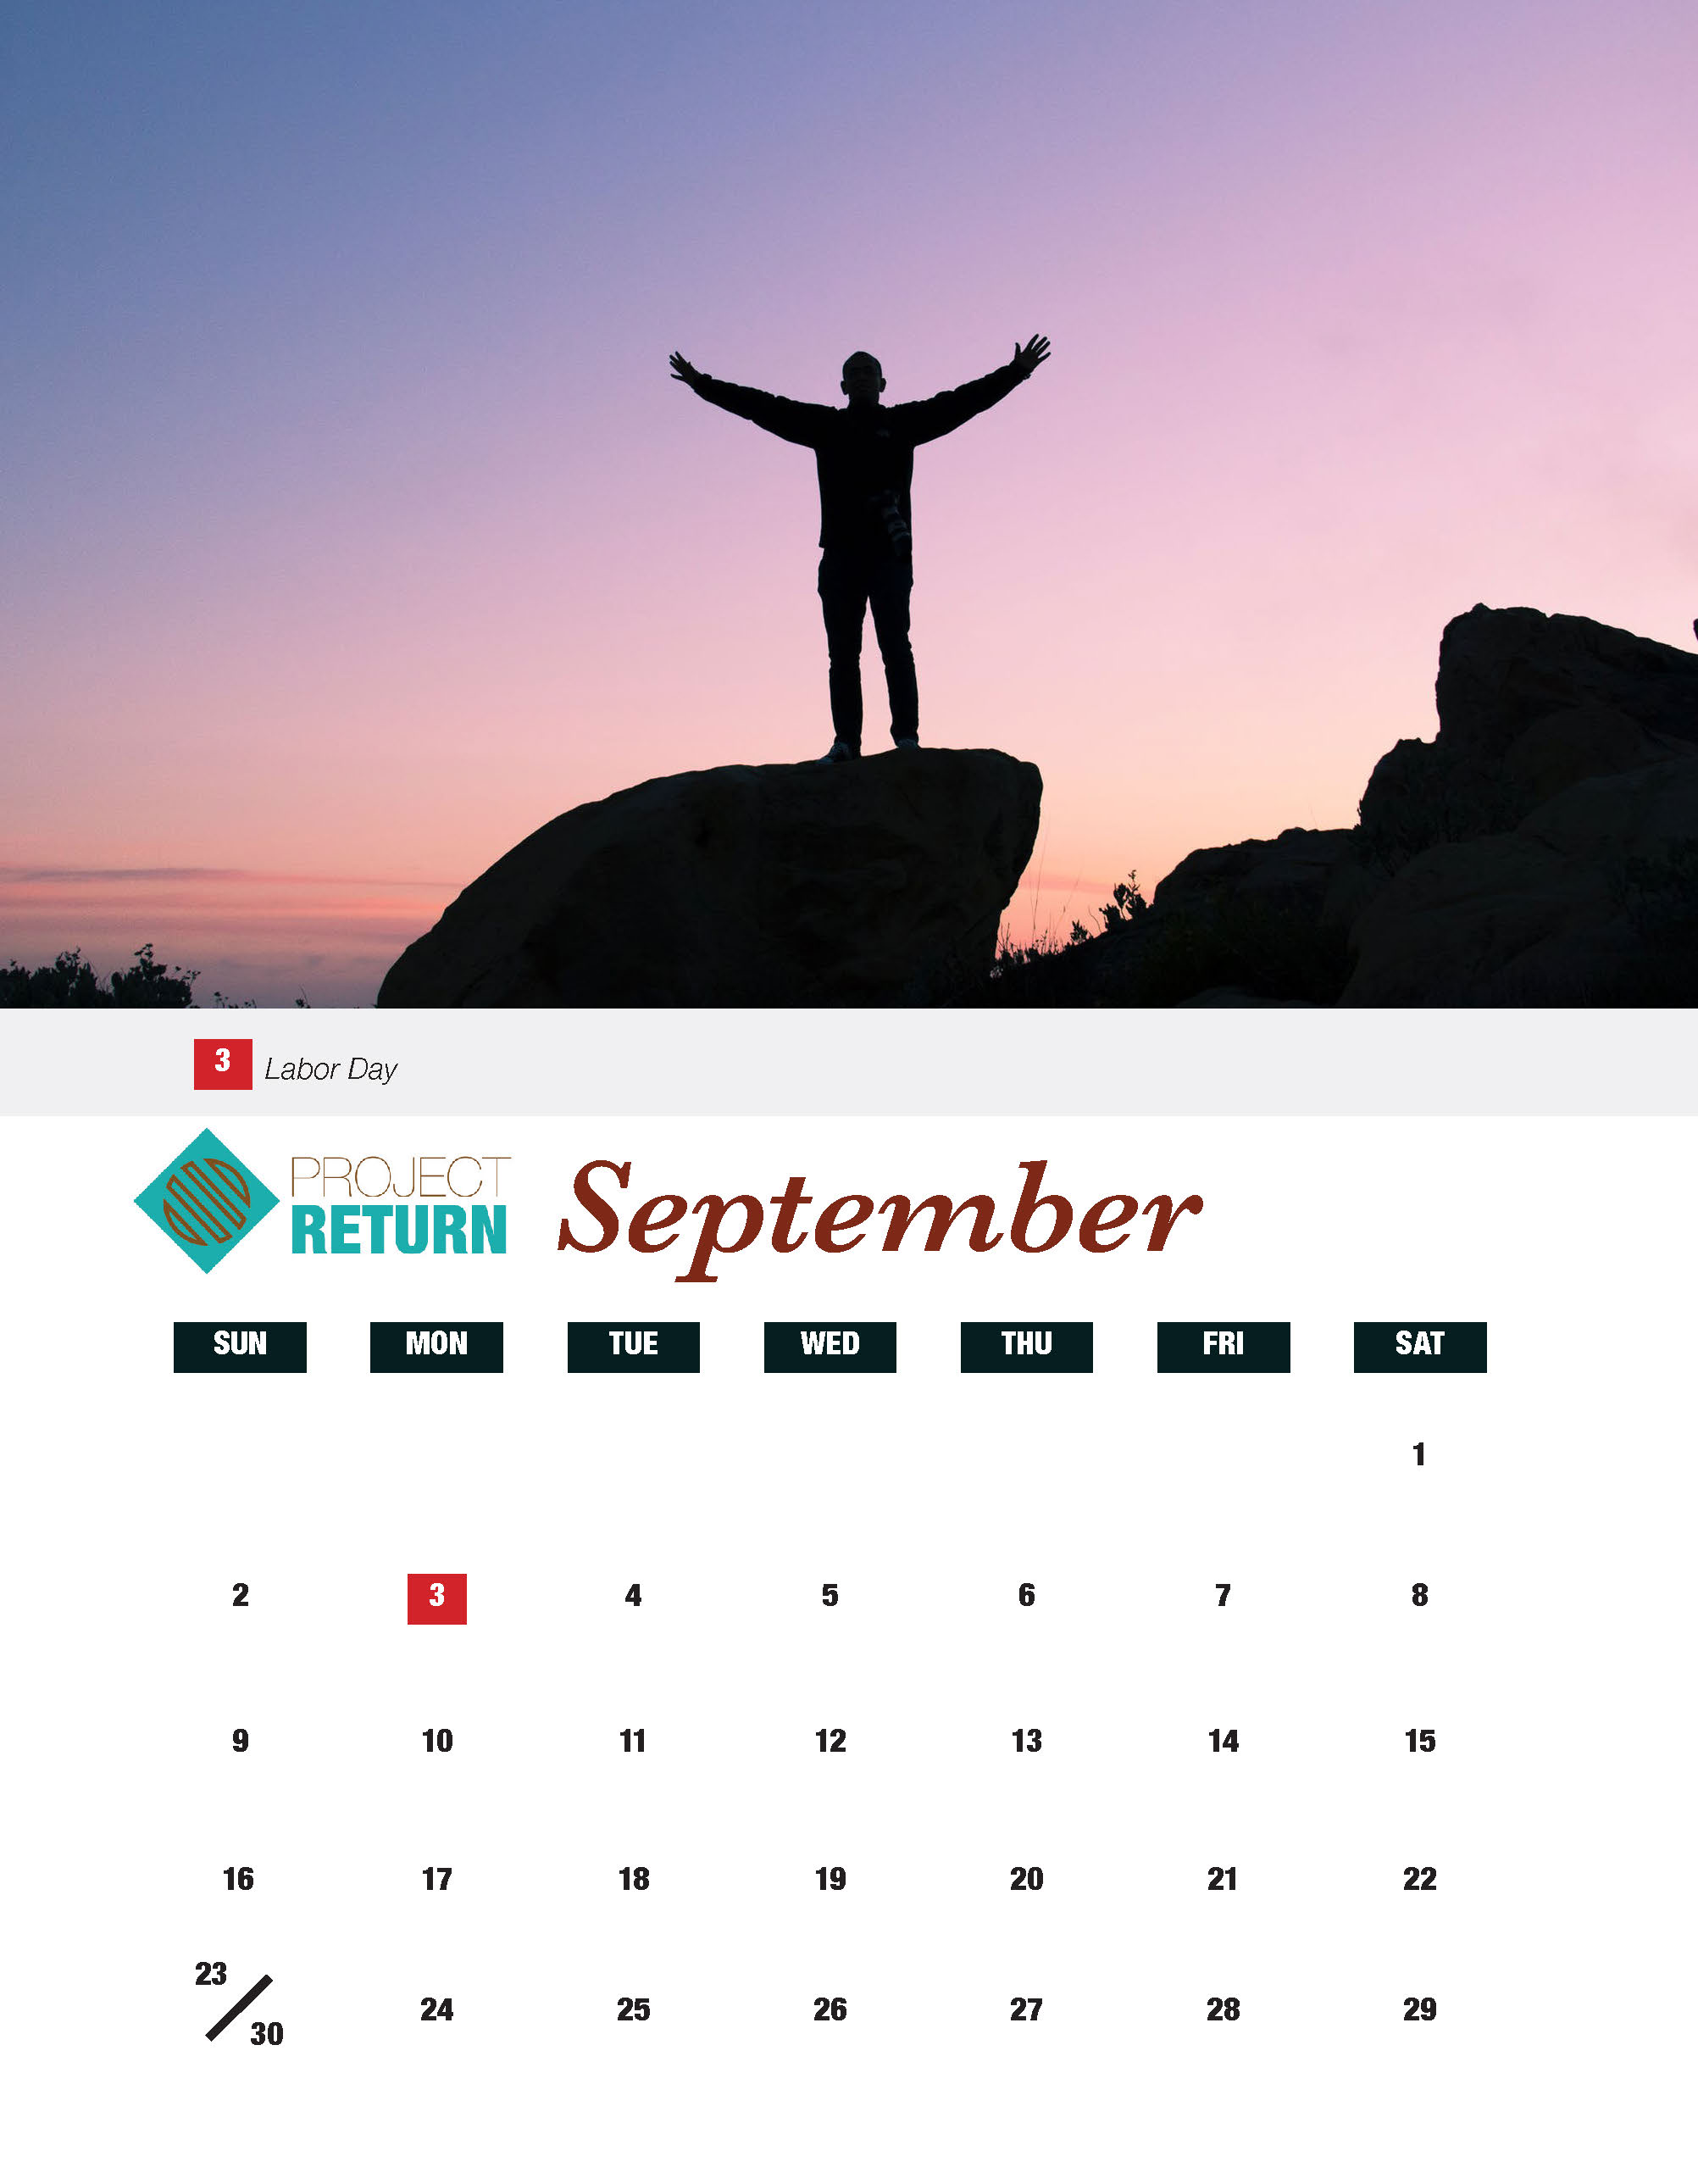 3 Labor Day
PROJECT
RETURN
September
SUN MON TUE WED THU FRI SAT
1
2 3 4 5 6 7 8
9 10 11 12 13 14 15
16 17 18 19 20 21 22
23/30 24 25 26 27 28 29